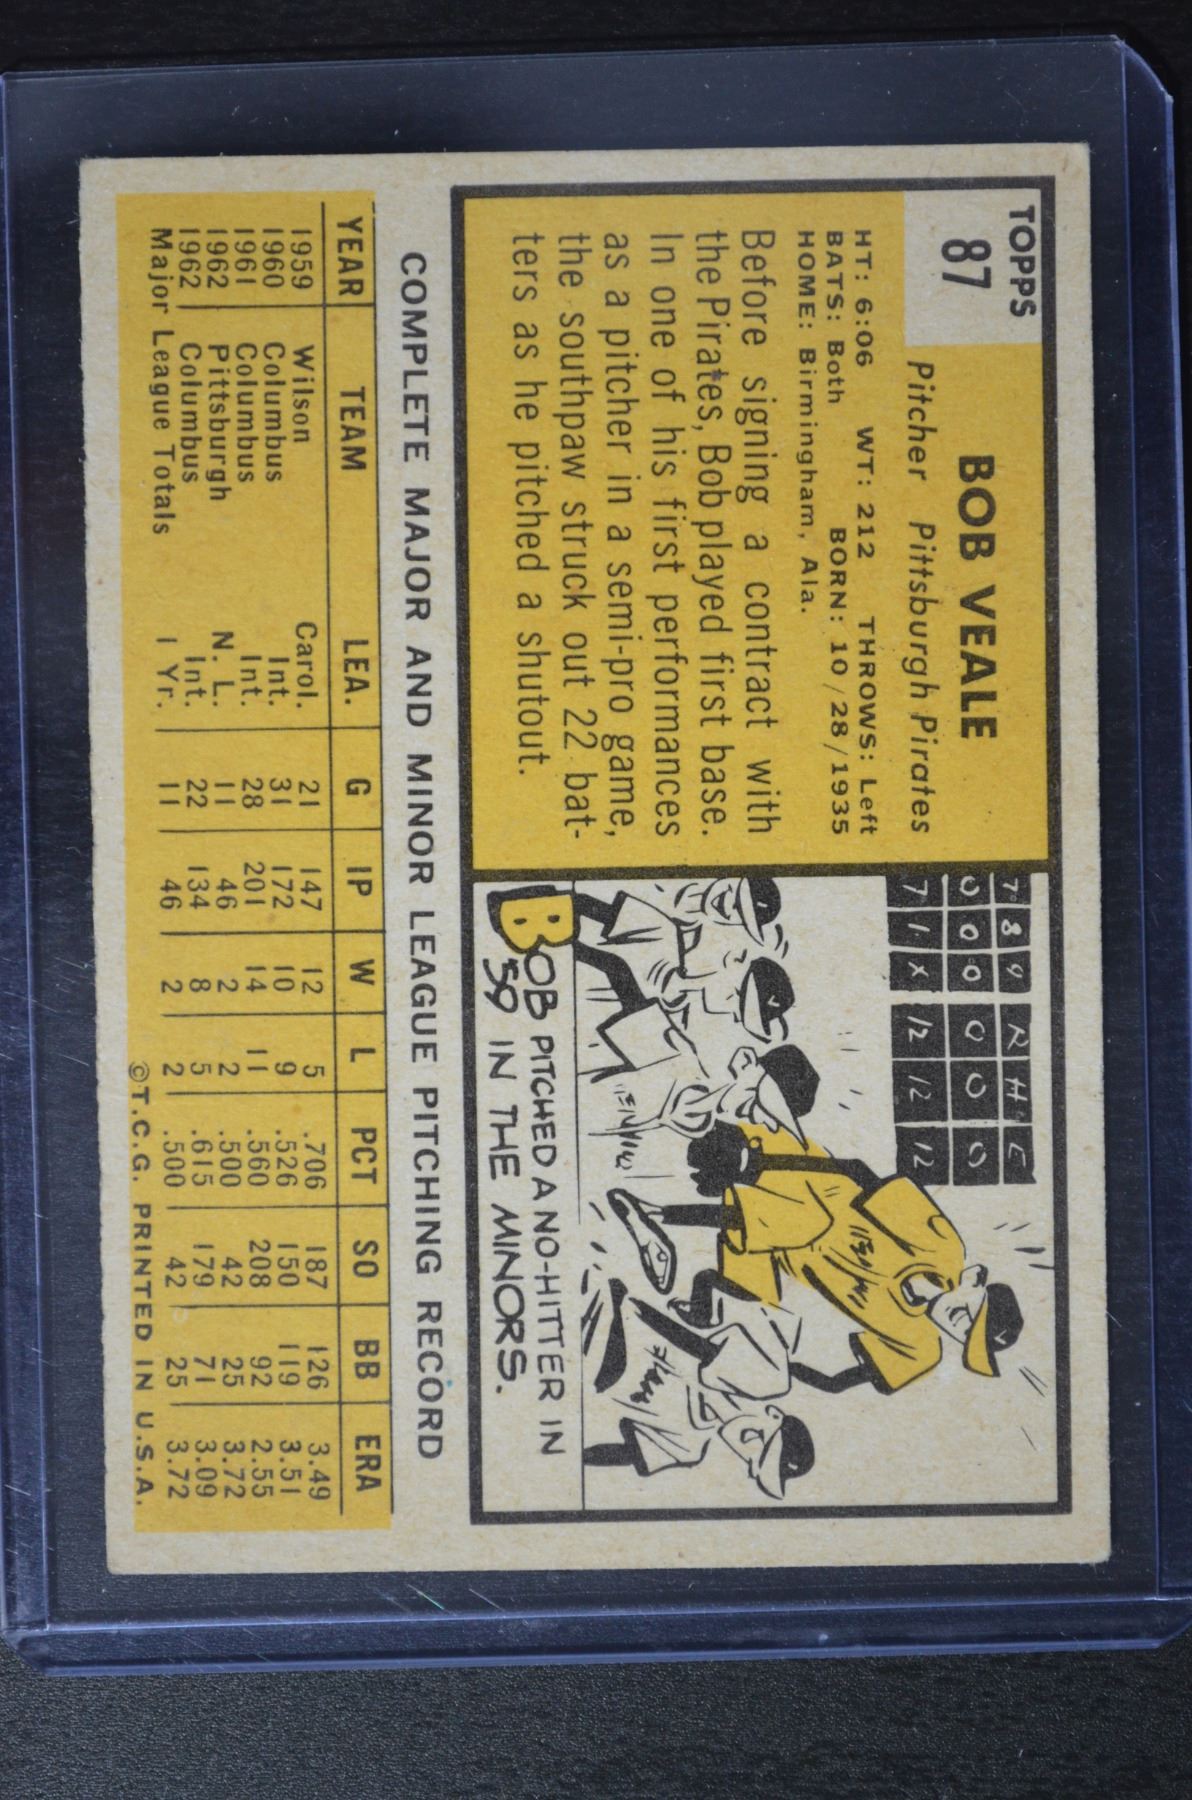 TOPPS
87
BOB VEALE
Pitcher Pittsburgh Pirates
HT: 6:06 WT: 212 THROWS: Left
BATS: Both BORN: 10/28/1935
HOME: Birmingham, Ala.
Before signing a contract with
the Pirates, Bob played first base.
In one of his first performances
as a pitcher in a semi-pro game,
the southpaw struck out 22 bat-
ters as he pitched a shutout.
7 8 9 R H E
0 0 0 0 0 0
7 1 X 12 12 12
BOB PITCHED A NO-HITTER IN
'59 IN THE MINORS.
COMPLETE MAJOR AND MINOR LEAGUE PITCHING RECORD
YEAR TEAM LEA. G IP W L PCT SO BB ERA
1959 Wilson Carol. 21 147 12 5 .706 187 126 3.49
1960 Columbus Int. 31 172 10 9 .526 150 119 3.51
1961 Columbus Int. 28 201 14 11 .560 208 92 2.55
1962 Pittsburgh N. L. 11 46 2 2 .500 42 25 3.72
1962 Columbus Int. 22 134 8 5 .615 179 71 3.09
Major League Totals 1 Yr. 11 46 2 2 .500 42 25 3.72
©T.C.G. PRINTED IN U.S.A.